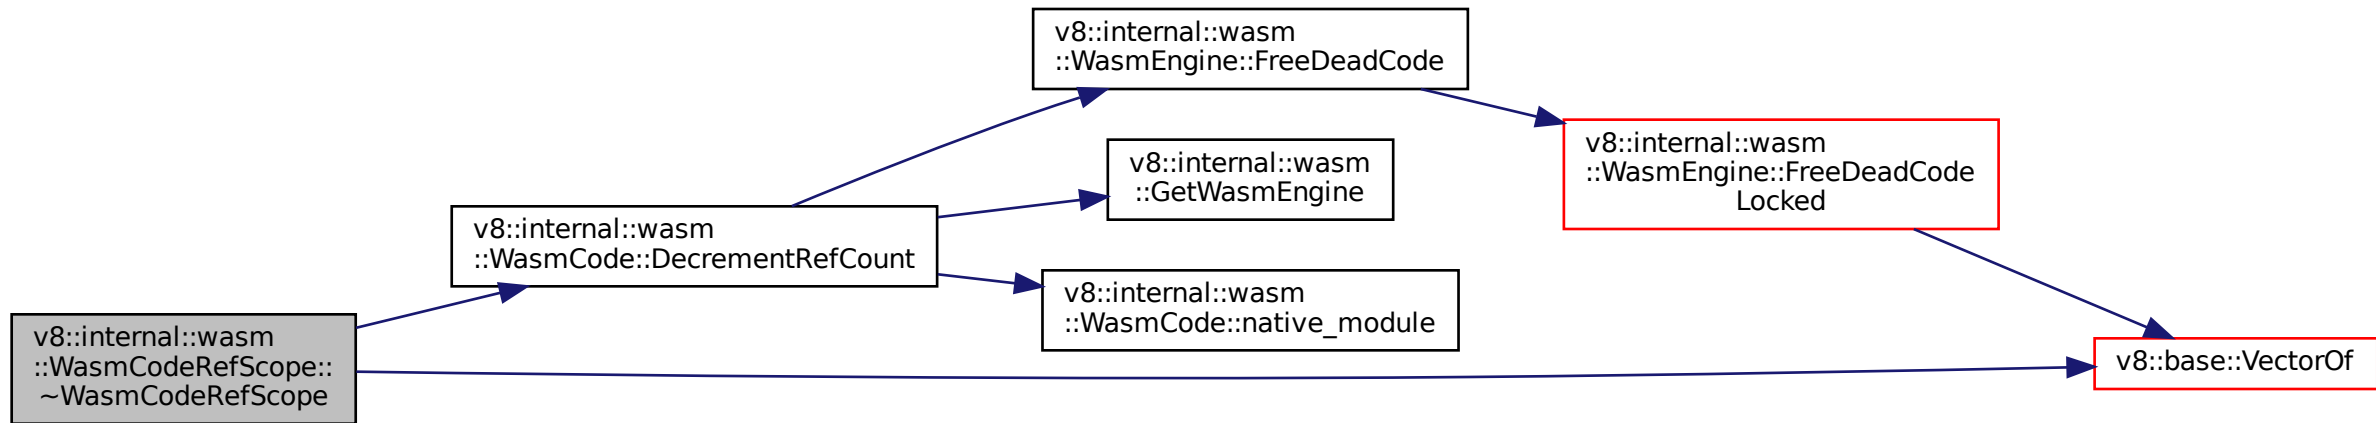 v8::internal::wasm
::WasmCodeRefScope::
~WasmCodeRefScope
v8::internal::wasm
::WasmCode::DecrementRefCount
v8::internal::wasm
::WasmEngine::FreeDeadCode
v8::internal::wasm
::GetWasmEngine
v8::internal::wasm
::WasmCode::native_module
v8::internal::wasm
::WasmEngine::FreeDeadCode
Locked
v8::base::VectorOf